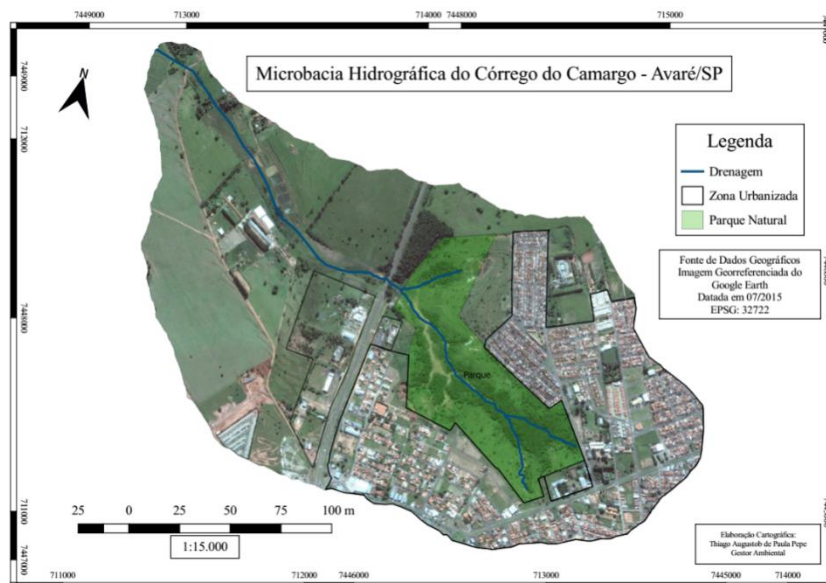 7449000
713000
714000
7448000
715000
Microbacia Hidrográfica do Córrego do Camargo - Avaré/SP
N
7449000
712000
7448000
711000
7447000
Legenda
Drenagem
Zona Urbanizada
Parque Natural
Fonte de Dados Geográficos
Imagem Georreferenciada do
Google Earth
Datada em 07/2015
EPSG: 32722
Parque
25 0 25 50 75 100 m
1:15.000
Elaboração Cartográfica:
Thiago Augustob de Paula Pepe
Gestor Ambiental
711000
712000
7446000
713000
7445000
714000